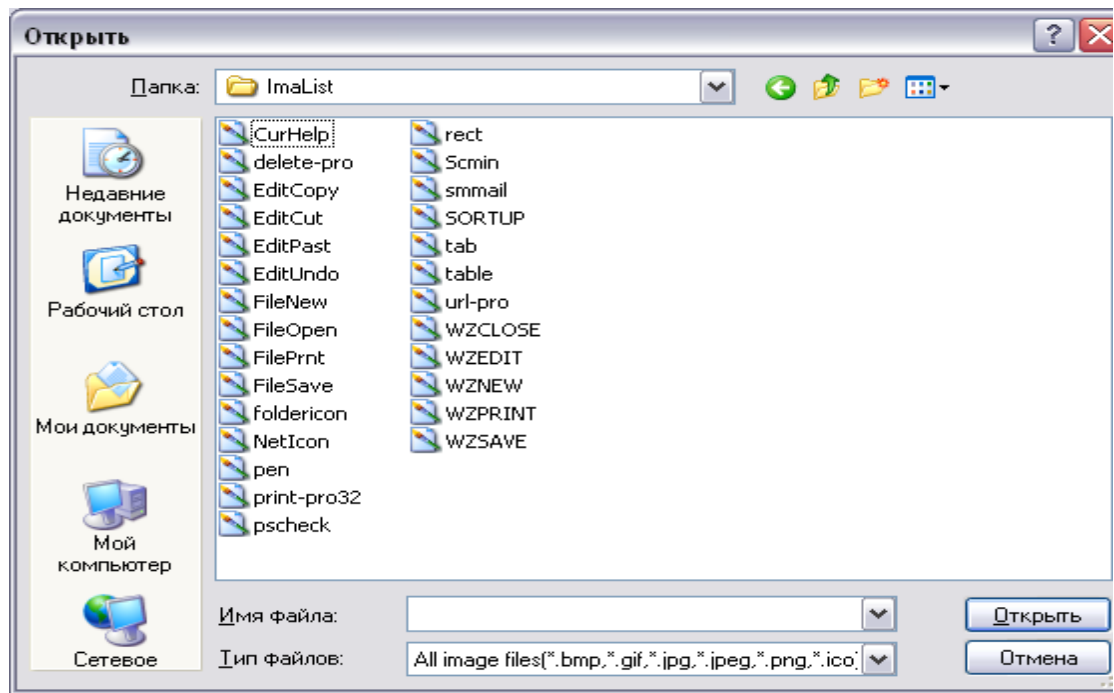 Открыть
Папка: ImaList
Недавние
документы
Рабочий стол
Мои документы
Мой
компьютер
Сетевое
CurHelp
delete-pro
EditCopy
EditCut
EditPast
EditUndo
FileNew
FileOpen
FilePrnt
FileSave
foldericon
NetIcon
pen
print-pro32
pscheck
rect
Scmin
smmail
SORTUP
tab
table
url-pro
WZCLOSE
WZEDIT
WZNEW
WZPRINT
WZSAVE
Имя файла:
Открыть
Тип файлов: All image files(*.bmp,*.gif,*.jpg,*.jpeg,*.png,*.ico)
Отмена